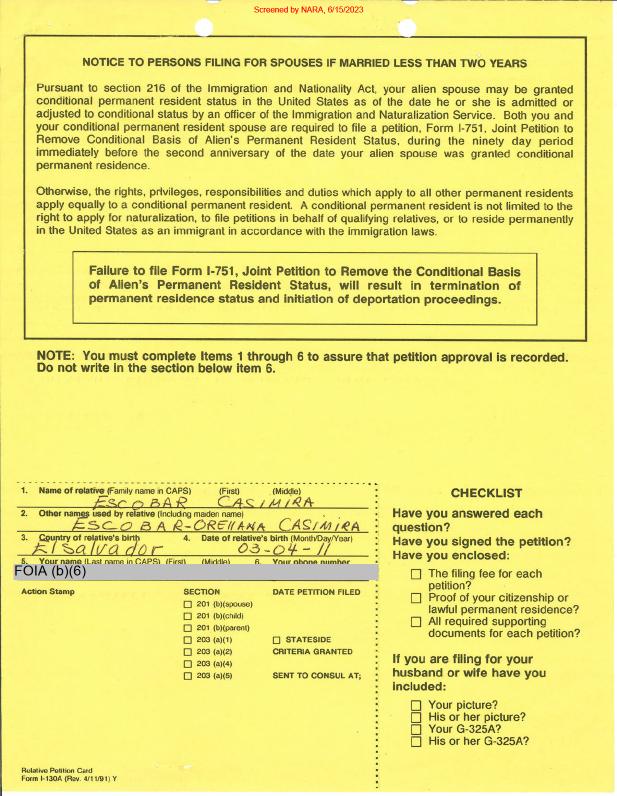 Screened by NARA, 6/15/2023
NOTICE TO PERSONS FILING FOR SPOUSES IF MARRIED LESS THAN TWO YEARS
Pursuant to section 216 of the Immigration and Nationality Act, your alien spouse may be granted
conditional permanent resident status in the United States as of the date he or she is admitted or
adjusted to conditional status by an officer of the Immigration and Naturalization Service. Both you and
your conditional permanent resident spouse are required to file a petition, Form I-751, Joint Petition to
Remove Conditional Basis of Alien's Permanent Resident Status, during the ninety day period
immediately before the second anniversary of the date your alien spouse was granted conditional
permanent residence.
Otherwise, the rights, privileges, responsibilities and duties which apply to all other permanent residents
apply equally to a conditional permanent resident. A conditional permanent resident is not limited to the
right to apply for naturalization, to file petitions in behalf of qualifying relatives, or to reside permanently
in the United States as an immigrant in accordance with the immigration laws.
Failure to file Form I-751, Joint Petition to Remove the Conditional Basis
of Alien's Permanent Resident Status, will result in termination of
permanent residence status and initiation of deportation proceedings.
NOTE: You must complete Items 1 through 6 to assure that petition approval is recorded.
Do not write in the section below item 6.
1. Name of relative (Family name in CAPS) (First) (Middle)
ESCOBAR CASIMIRA
2. Other names used by relative (Including maiden name)
ESCOBAR-OREllANA CASIMIRA
3. Country of relative's birth 4. Date of relative's birth (Month/Day/Year)
El Salvador 03-04-11
5. Your name (Last name in CAPS) (First) (Middle) 6. Your phone number
FOIA (b)(6)
Action Stamp SECTION DATE PETITION FILED
201 (b)(spouse)
201 (b)(child)
201 (b)(parent)
203 (a)(1) STATESIDE
203 (a)(2) CRITERIA GRANTED
203 (a)(4)
203 (a)(5) SENT TO CONSUL AT;
Relative Petition Card
Form I-130A (Rev. 4/11/91) Y
CHECKLIST
Have you answered each
question?
Have you signed the petition?
Have you enclosed:
The filing fee for each
petition?
Proof of your citizenship or
lawful permanent residence?
All required supporting
documents for each petition?
If you are filing for your
husband or wife have you
included:
Your picture?
His or her picture?
Your G-325A?
His or her G-325A?